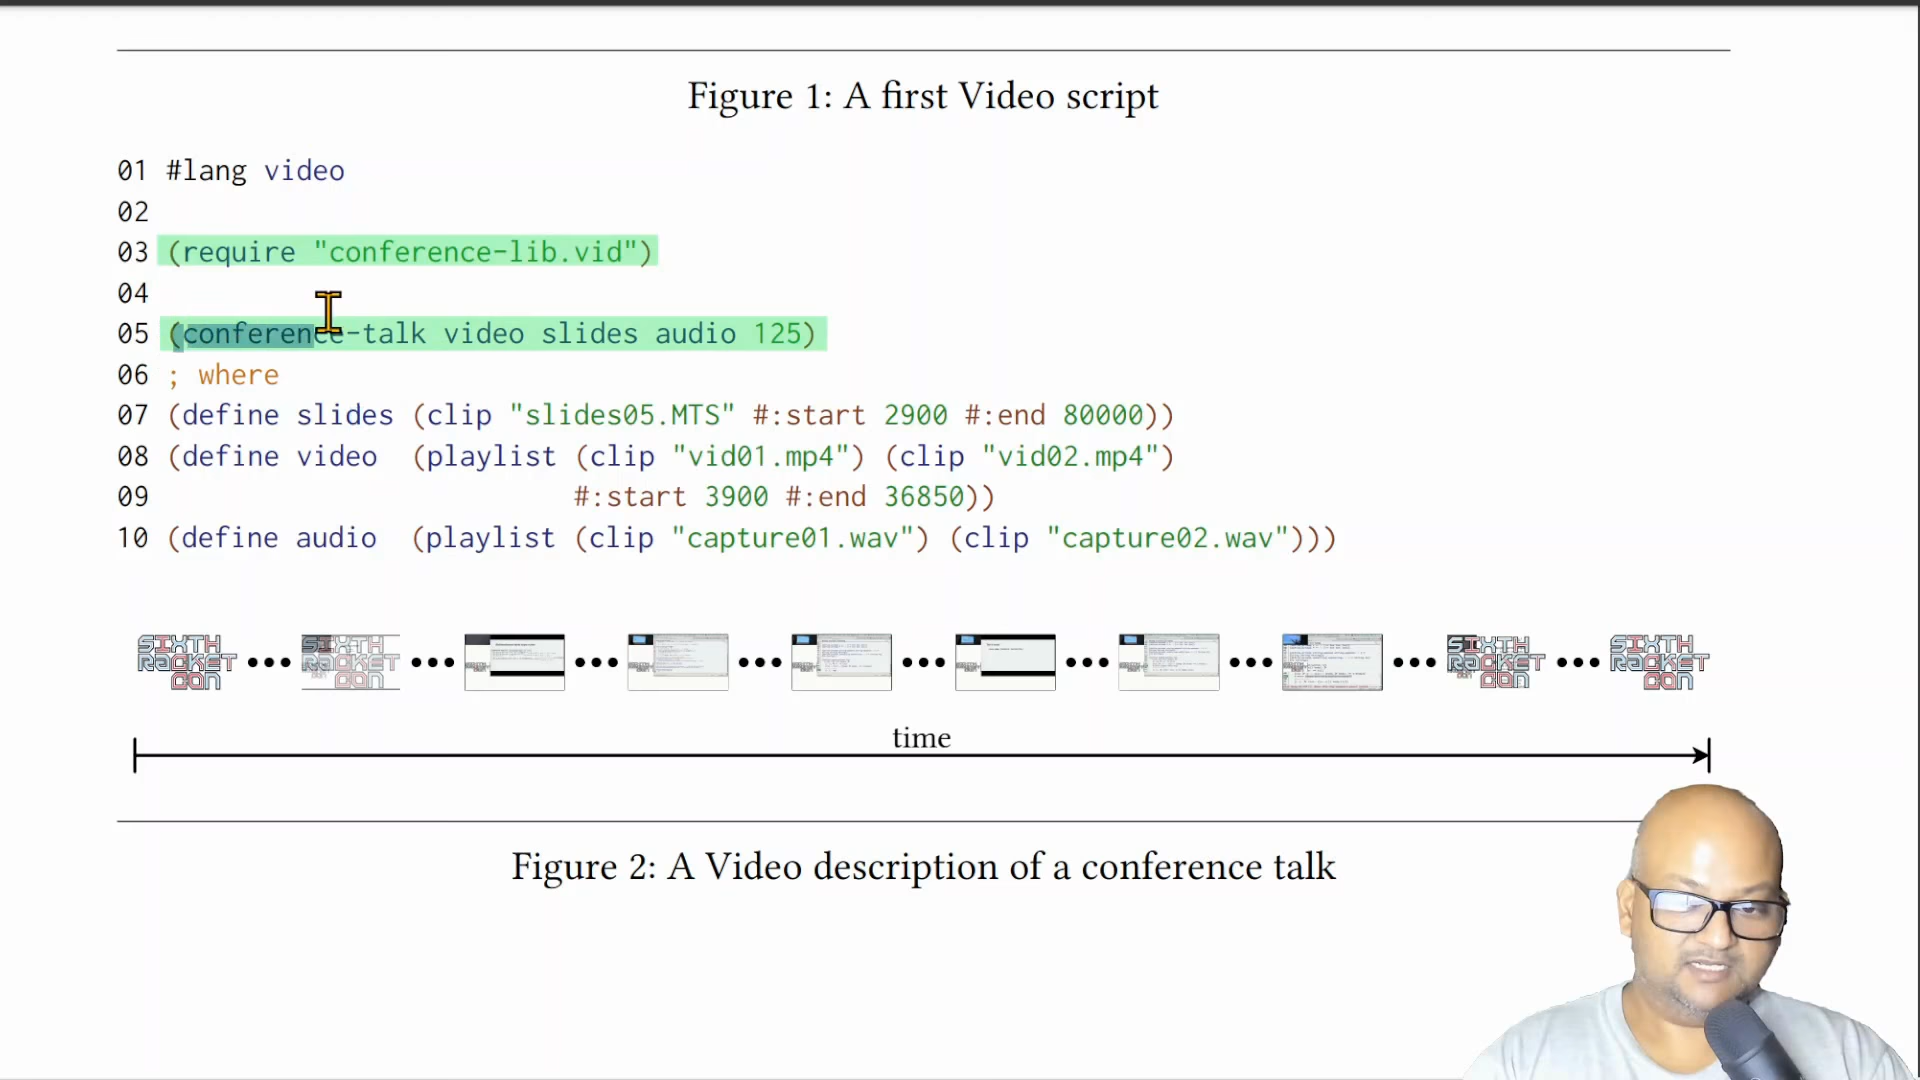 Figure 1: A first Video script
01 #lang video
02
03 (require "conference-lib.vid")
04
05 (conference-talk video slides audio 125)
06 ; where
07 (define slides (clip "slides05.MTS" #:start 2900 #:end 80000))
08 (define video (playlist (clip "vid01.mp4") (clip "vid02.mp4")
09 #:start 3900 #:end 36850))
10 (define audio (playlist (clip "capture01.wav") (clip "capture02.wav")))
SIXTH RACKET CON
SIXTH RACKET CON
SIXTH RACKET CON
SIXTH RACKET CON
time
Figure 2: A Video description of a conference talk